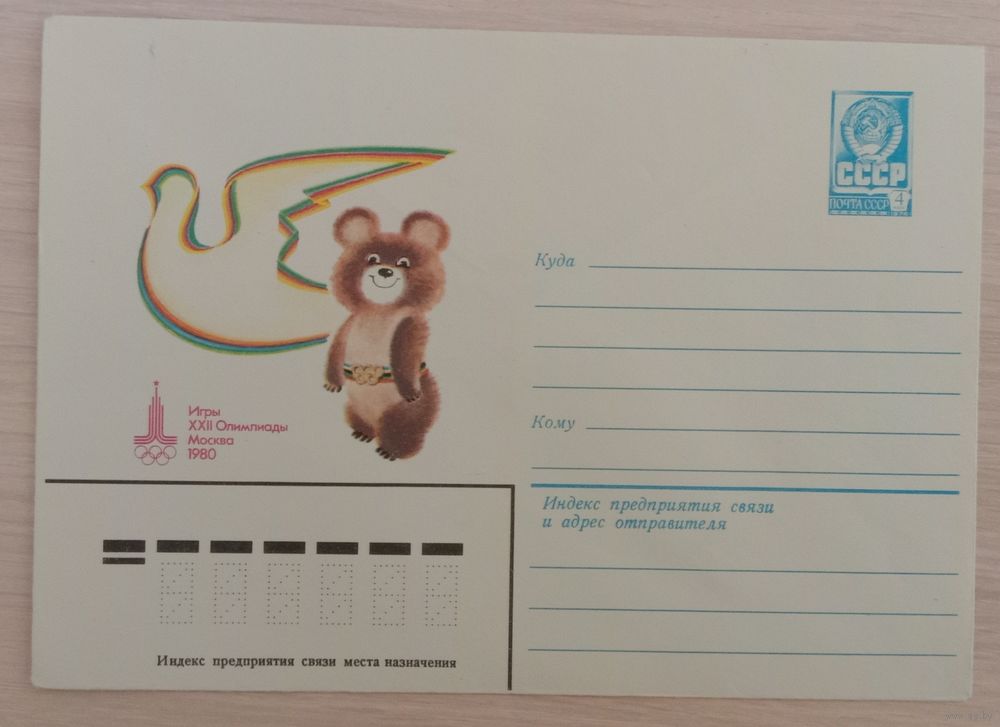 СССР
ПОЧТА СССР 4
Куда
Игры
XXII Олимпиады
Москва
1980
Кому
Индекс предприятия связи
и адрес отправителя
Индекс предприятия связи места назначения